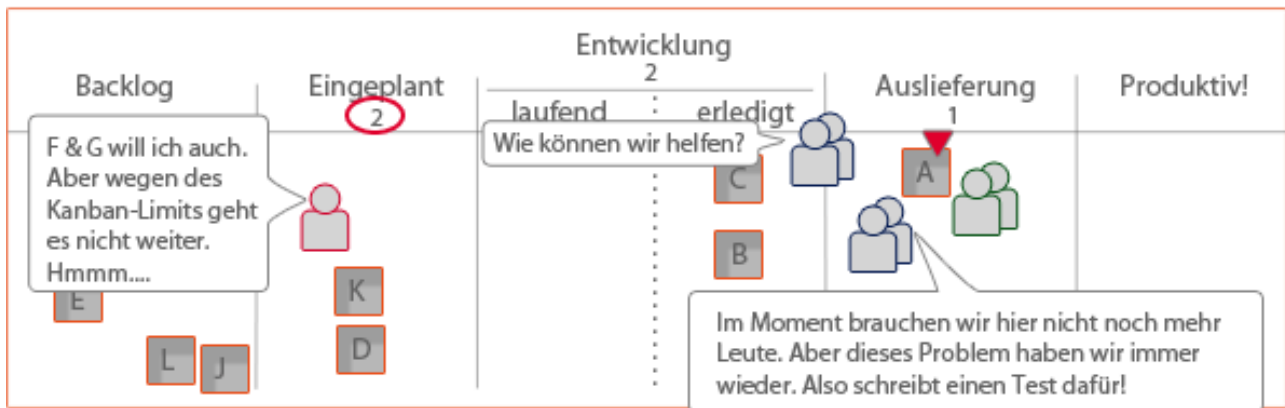 Entwicklung
2
Backlog
Eingeplant
2
laufend
erledigt
Auslieferung
1
Produktiv!
F & G will ich auch.
Aber wegen des
Kanban-Limits geht
es nicht weiter.
Hmmm....
Wie können wir helfen?
C
A
B
K
D
E
L
J
Im Moment brauchen wir hier nicht noch mehr
Leute. Aber dieses Problem haben wir immer
wieder. Also schreibt einen Test dafür!